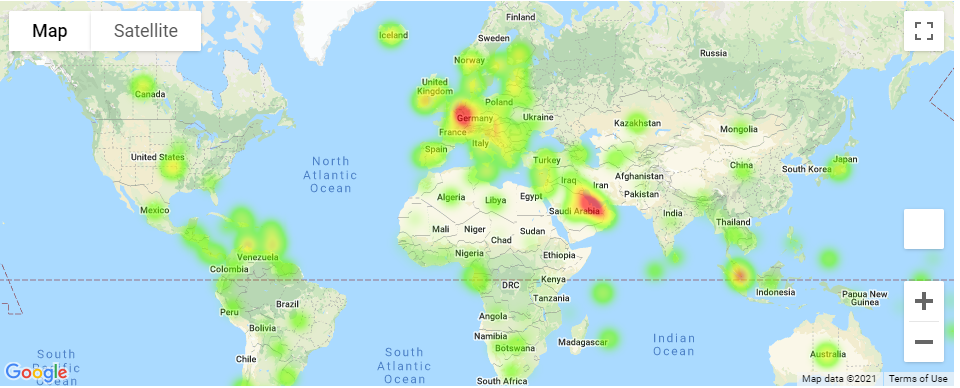 Map
Satellite
Iceland
Finland
Sweden
Norway
Russia
Canada
United
Kingdom
Poland
Germany
Ukraine
France
Kazakhstan
Mongolia
Italy
Spain
United States
Turkey
China
South Korea
Japan
North
Atlantic
Ocean
Iraq
Iran
Afghanistan
Pakistan
Algeria
Libya
Egypt
Saudi Arabia
Mexico
India
Thailand
Mali
Niger
Chad
Sudan
Nigeria
Ethiopia
Venezuela
Colombia
DRC
Kenya
Tanzania
Indonesia
Papua New
Guinea
Peru
Brazil
Angola
Bolivia
Namibia
Botswana
Madagascar
Indian
Ocean
Chile
South
Pacific
Ocean
South
Atlantic
Ocean
South Africa
Australia
Google
Map data ©2021
Terms of Use